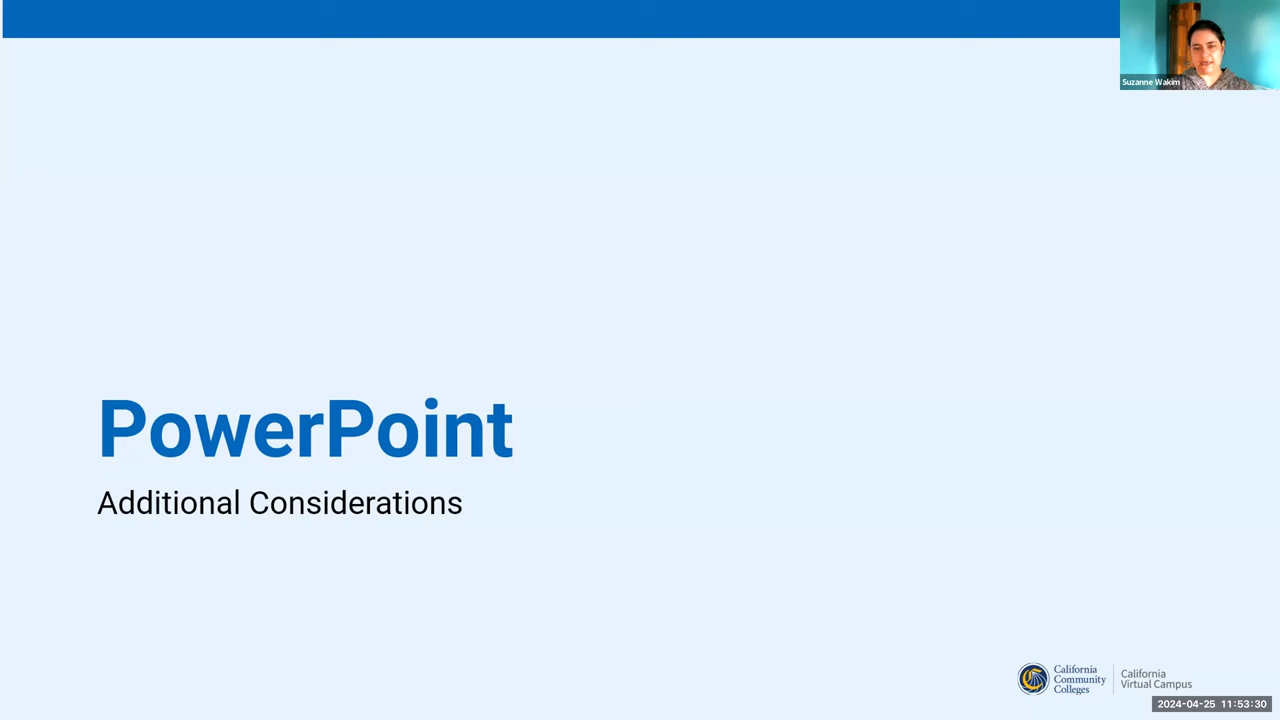 Suzanne Wakim
PowerPoint
Additional Considerations
California
Community
Colleges
California
Virtual Campus
2024-04-25 11:53:30